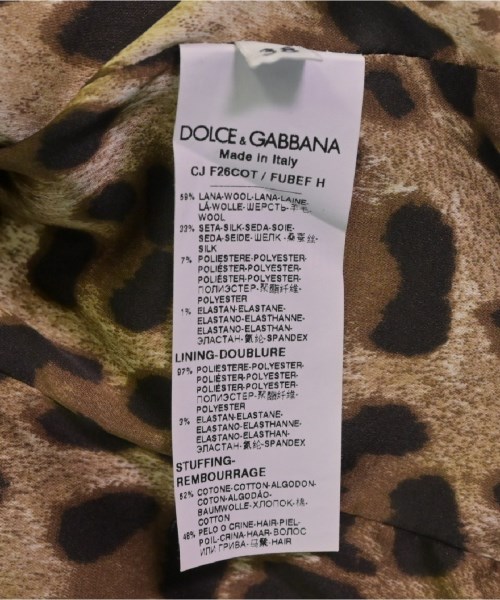 38
DOLCE & GABBANA
Made in Italy
CJ F26COT / FUBEF H
59% LANA-WOOL-LANA-LAINE-
LÃ-WOLLE-ШЕРСТЬ-羊毛-
WOOL
33% SETA-SILK-SEDA-SOIE-
SEDA-SEIDE-ШЕЛК-桑蚕丝-
SILK
7% POLIESTERE-POLYESTER-
POLIÉSTER-POLYESTER-
POLIÉSTER-POLYESTER-
ПОЛИЭСТЕР-聚酯纤维-
POLYESTER
1% ELASTAN-ELASTANE-
ELASTANO-ELASTHANNE-
ELASTANO-ELASTHAN-
ЭЛАСТАН-氨纶-SPANDEX
LINING-DOUBLURE
97% POLIESTERE-POLYESTER-
POLIÉSTER-POLYESTER-
POLIÉSTER-POLYESTER-
ПОЛИЭСТЕР-聚酯纤维-
POLYESTER
3% ELASTAN-ELASTANE-
ELASTANO-ELASTHANNE-
ELASTANO-ELASTHAN-
ЭЛАСТАН-氨纶-SPANDEX
STUFFING-
REMBOURRAGE
52% COTONE-COTTON-ALGODON-
COTON-ALGODÃO-
BAUMWOLLE-ХЛОПОК-棉-
COTTON
48% PELO O CRINE-HAIR-PIEL-
POIL-CRINA-HAAR-ВОЛОС
ИЛИ ГРИВА-HAIR